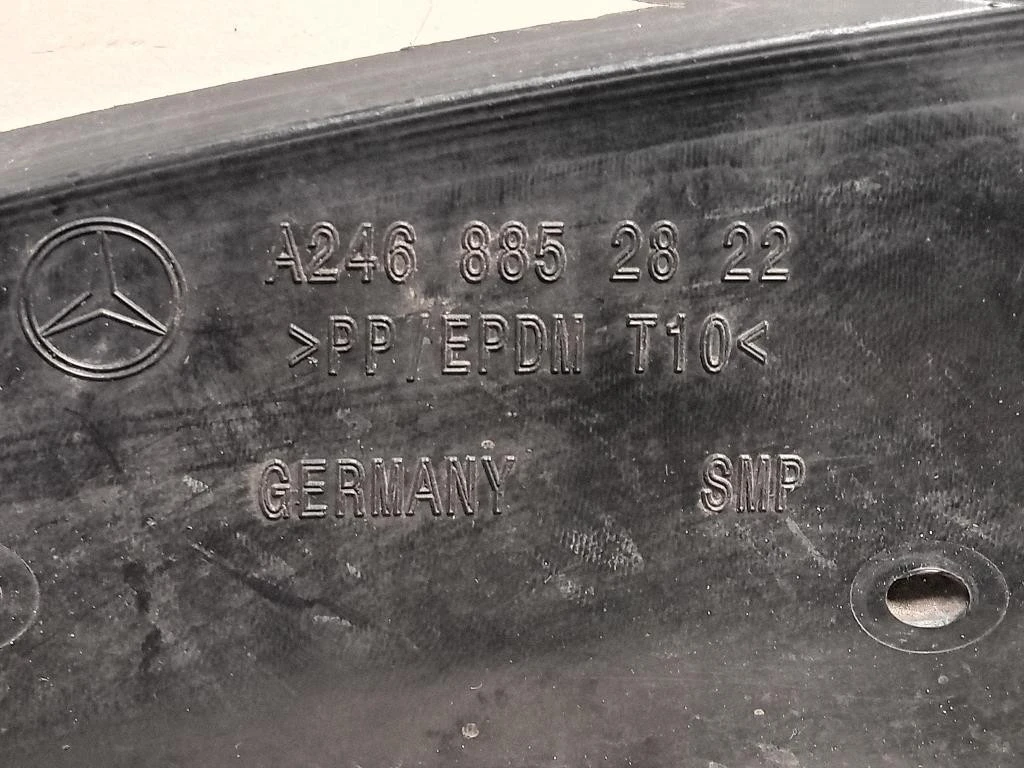 A246 885 28 22
>PP/EPDM T10<
GERMANY SMP